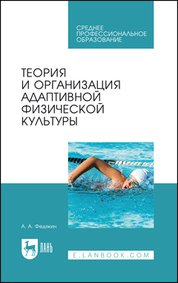 СРЕДНЕЕ
ПРОФЕССИОНАЛЬНОЕ
ОБРАЗОВАНИЕ
ТЕОРИЯ
И ОРГАНИЗАЦИЯ
АДАПТИВНОЙ
ФИЗИЧЕСКОЙ
КУЛЬТУРЫ
А. А. Федякин
ЛАНЬ
E.LANBOOK.COM